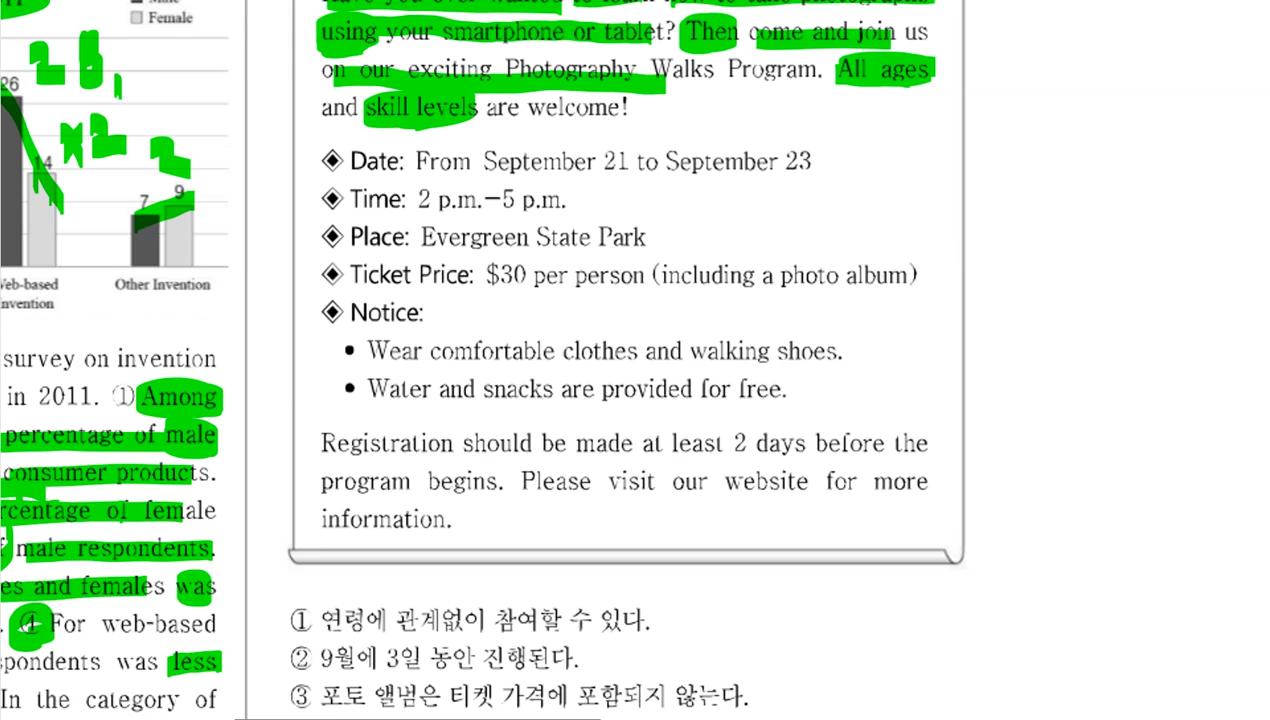 Female
26
14
7
9
Web-based
Invention
Other Invention
survey on invention
in 2011. ① Among
percentage of male
consumer products.
percentage of female
male respondents.
and females was
④ For web-based
respondents was less
In the category of
using your smartphone or tablet? Then come and join us
on our exciting Photography Walks Program. All ages
and skill levels are welcome!
◈ Date: From September 21 to September 23
◈ Time: 2 p.m.–5 p.m.
◈ Place: Evergreen State Park
◈ Ticket Price: $30 per person (including a photo album)
◈ Notice:
• Wear comfortable clothes and walking shoes.
• Water and snacks are provided for free.
Registration should be made at least 2 days before the
program begins. Please visit our website for more
information.
① 연령에 관계없이 참여할 수 있다.
② 9월에 3일 동안 진행된다.
③ 포토 앨범은 티켓 가격에 포함되지 않는다.